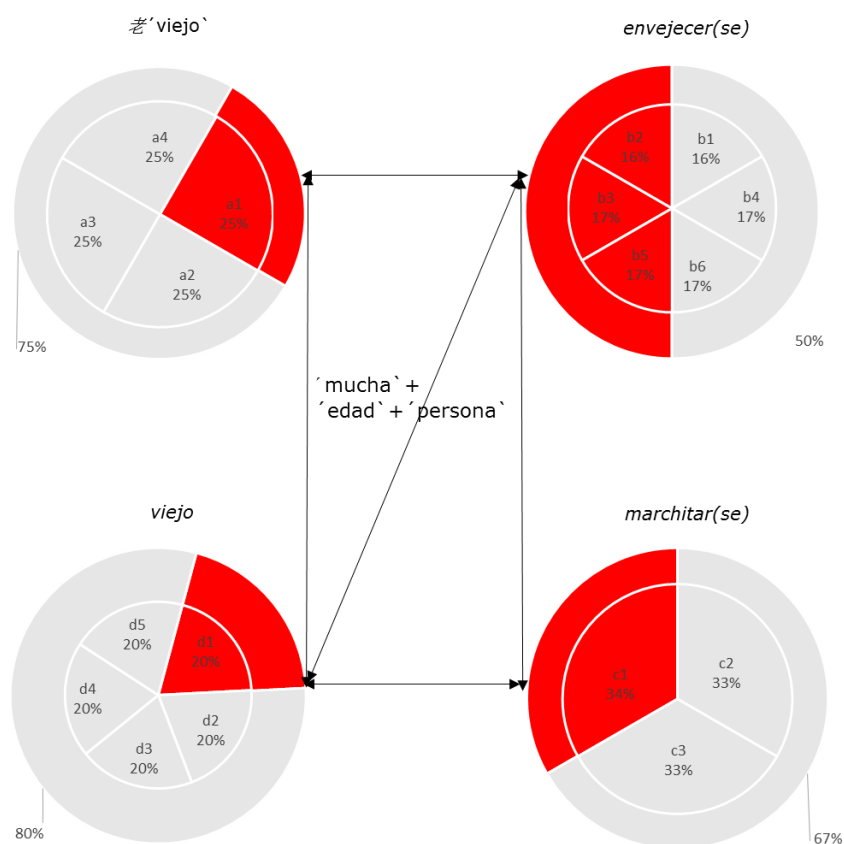 老´viejo`
envejecer(se)
a4
25%
a1
25%
a3
25%
a2
25%
75%
b2
16%
b1
16%
b3
17%
b4
17%
b5
17%
b6
17%
50%
´mucha`+
´edad`+´persona`
viejo
marchitar(se)
d5
20%
d1
20%
d4
20%
d2
20%
d3
20%
80%
c1
34%
c2
33%
c3
33%
67%